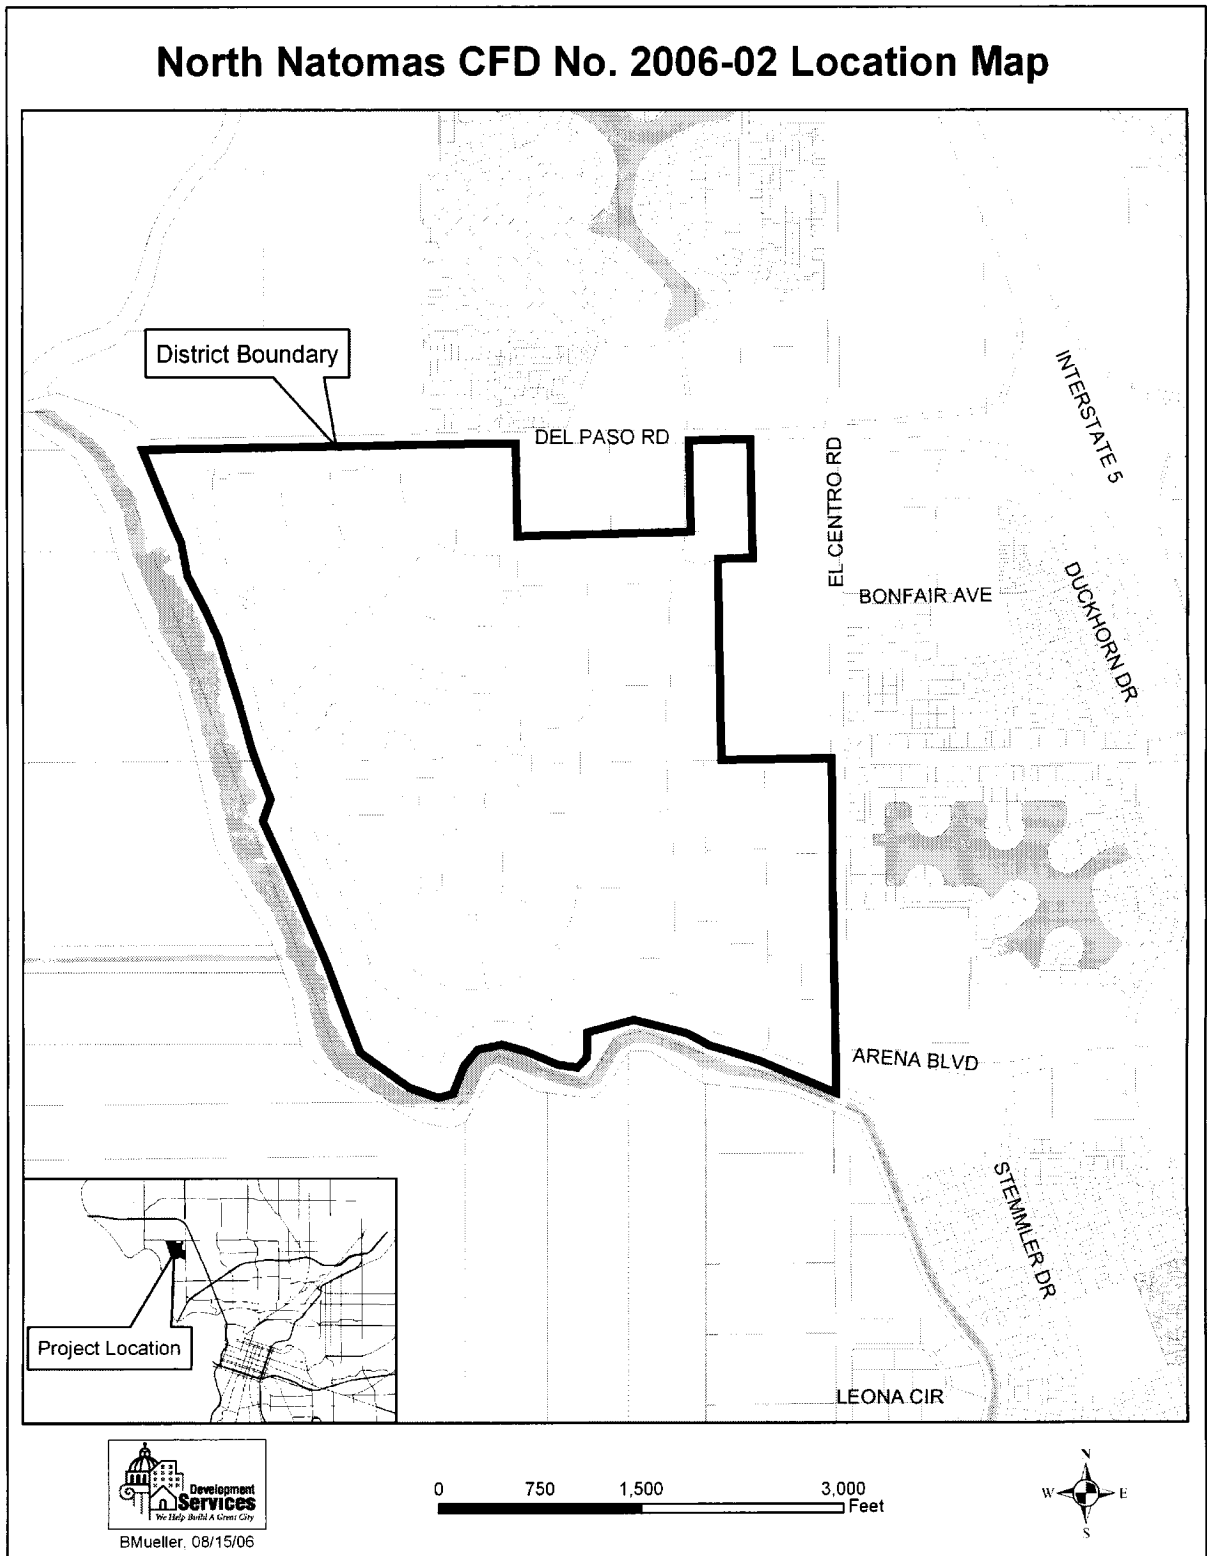 North Natomas CFD No. 2006-02 Location Map
District Boundary
DEL PASO RD
EL CENTRO RD
INTERSTATE 5
BONFAIR AVE
DUCKHORN DR
ARENA BLVD
STEMMLER DR
LEONA CIR
Project Location
Development
Services
We Help Build A Great City
BMueller, 08/15/06
0 750 1,500 3,000
Feet
N
W E
S